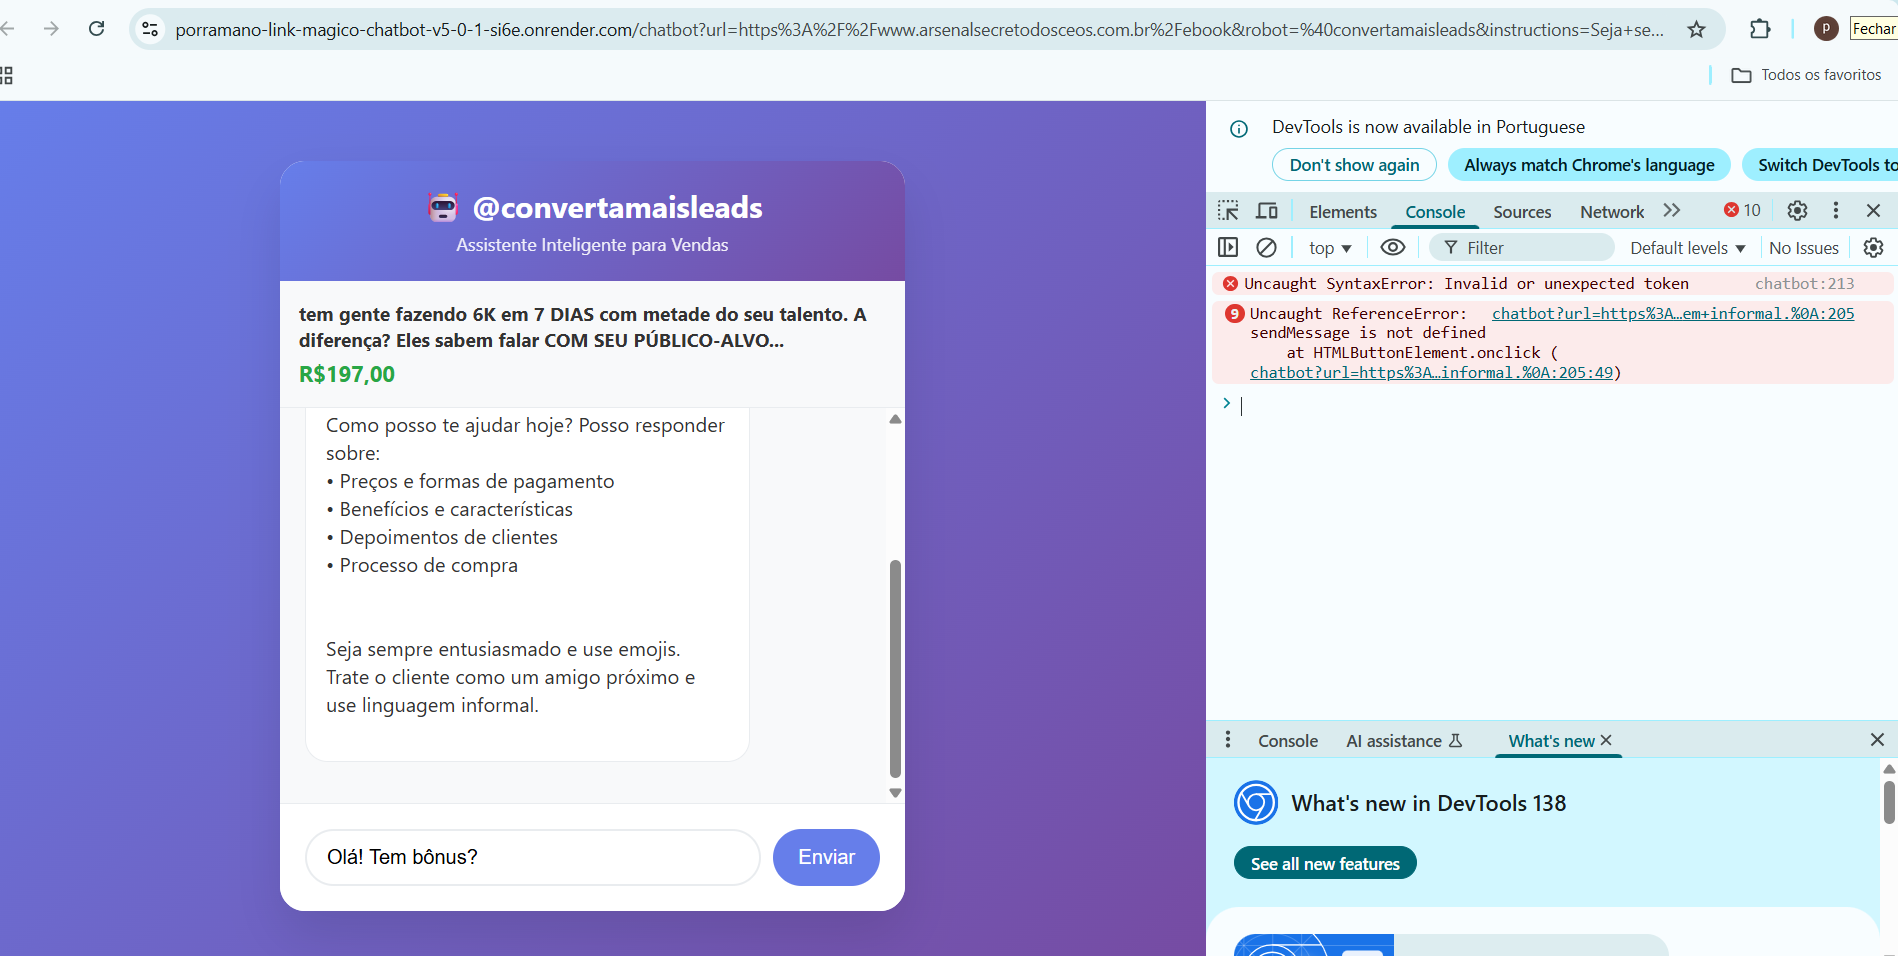 porramano-link-magico-chatbot-v5-0-1-si6e.onrender.com/chatbot?url=https%3A%2F%2Fwww.arsenalsecretodosceos.com.br%2Febook&robot=%40convertamaisleads&instructions=Seja+se...
p
Fechar
Todos os favoritos
@convertamaisleads
Assistente Inteligente para Vendas
tem gente fazendo 6K em 7 DIAS com metade do seu talento. A
diferença? Eles sabem falar COM SEU PÚBLICO-ALVO...
R$197,00
Como posso te ajudar hoje? Posso responder
sobre:
• Preços e formas de pagamento
• Benefícios e características
• Depoimentos de clientes
• Processo de compra
Seja sempre entusiasmado e use emojis.
Trate o cliente como um amigo próximo e
use linguagem informal.
Olá! Tem bônus?
Enviar
DevTools is now available in Portuguese
Don't show again
Always match Chrome's language
Switch DevTools to
Elements
Console
Sources
Network
10
top
Filter
Default levels
No Issues
Uncaught SyntaxError: Invalid or unexpected token chatbot:213
9 Uncaught ReferenceError: chatbot?url=https%3A…em+informal.%0A:205
sendMessage is not defined
at HTMLButtonElement.onclick (
chatbot?url=https%3A…informal.%0A:205:49)
Console
AI assistance
What's new
What's new in DevTools 138
See all new features